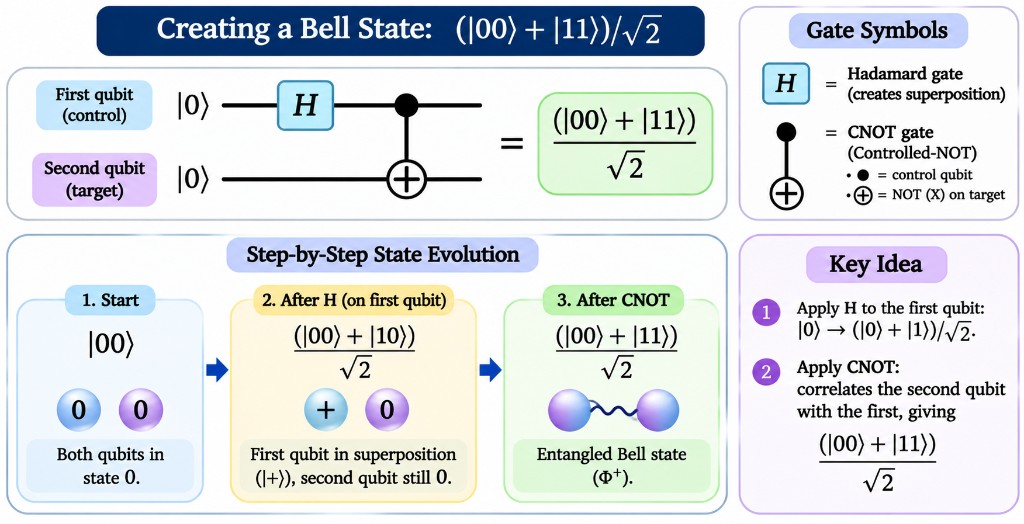 Creating a Bell State: (|00⟩ + |11⟩)/√2
First qubit
(control)
|0⟩
H
Second qubit
(target)
|0⟩
=
(|00⟩ + |11⟩)
√2
Gate Symbols
H = Hadamard gate
(creates superposition)
= CNOT gate
(Controlled-NOT)
• ● = control qubit
• ⊕ = NOT (X) on target
Step-by-Step State Evolution
1. Start
|00⟩
0 0
Both qubits in
state 0.
2. After H (on first qubit)
(|00⟩ + |10⟩)
√2
+ 0
First qubit in superposition
(|+⟩), second qubit still 0.
3. After CNOT
(|00⟩ + |11⟩)
√2
Entangled Bell state
(Φ⁺).
Key Idea
1 Apply H to the first qubit:
|0⟩ → (|0⟩ + |1⟩)/√2.
2 Apply CNOT:
correlates the second qubit
with the first, giving
(|00⟩ + |11⟩)
√2